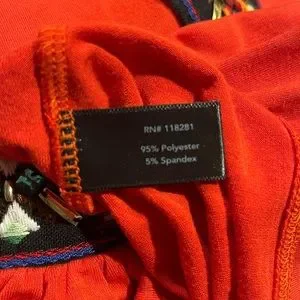 RN# 118281
95% Polyester
5% Spandex